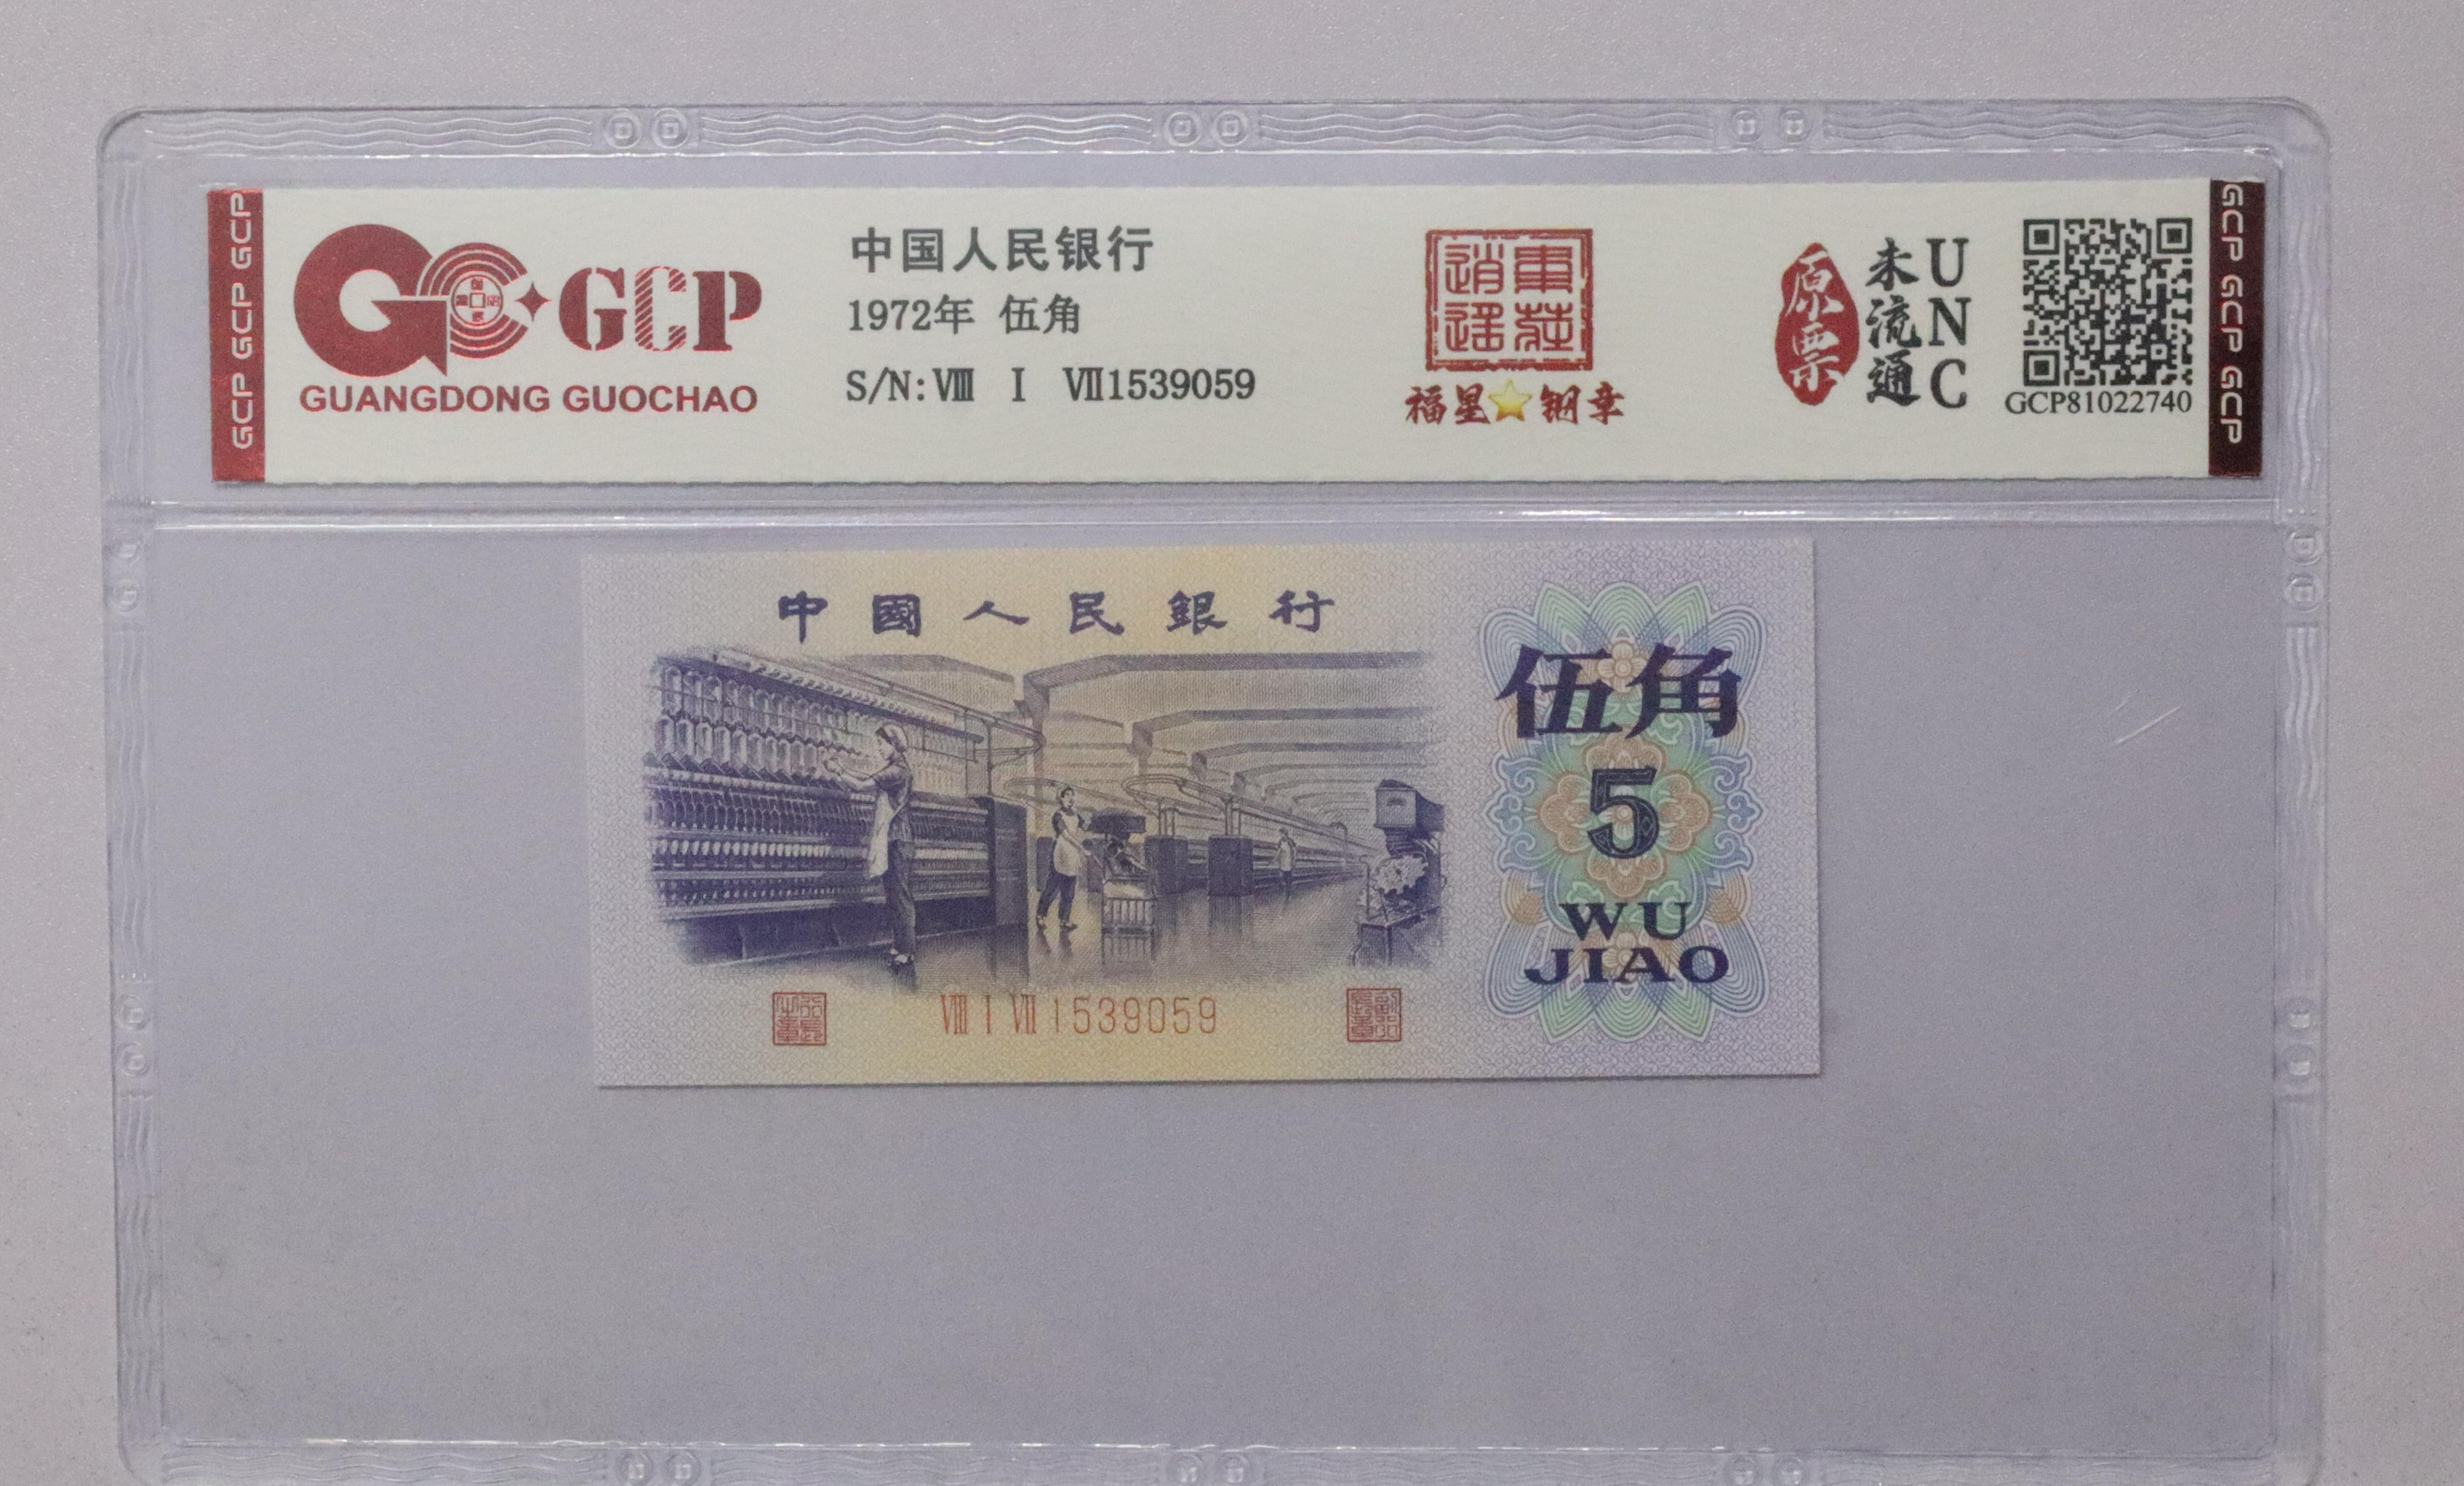 GCP GCP GCP
GCP
GUANGDONG GUOCHAO
中国人民银行
1972年 伍角
S/N:Ⅷ Ⅰ Ⅶ1539059
福星⭐钢章
原票
未流通
UNC
GCP81022740
GCP GCP GCP
中國人民銀行
伍角
5
WU
JIAO
Ⅷ Ⅰ Ⅶ 1539059